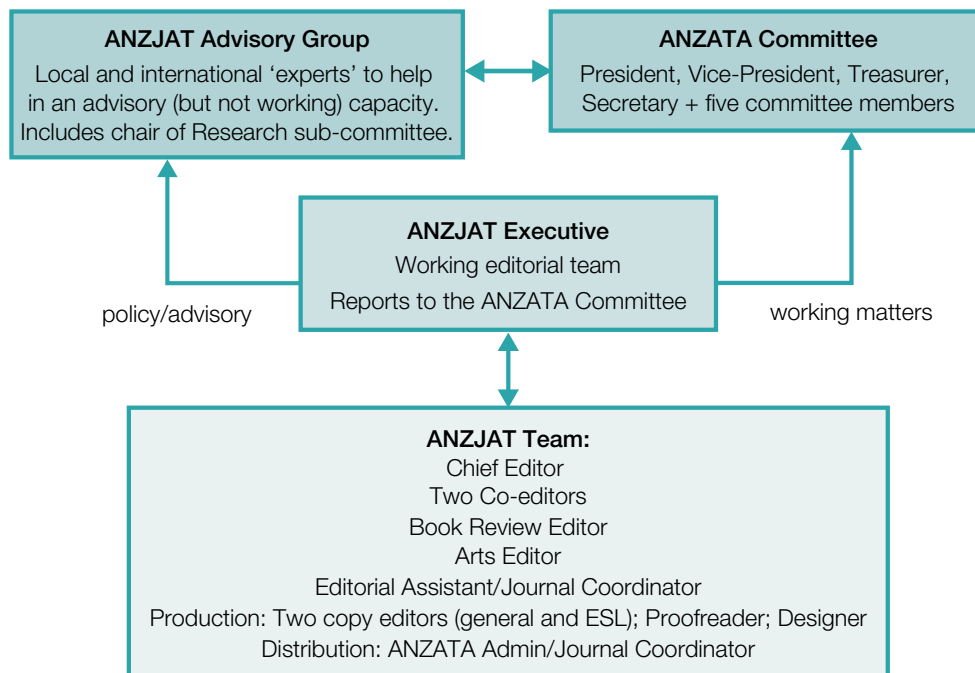 ANZJAT Advisory Group
Local and international ‘experts’ to help
in an advisory (but not working) capacity.
Includes chair of Research sub-committee.
ANZATA Committee
President, Vice-President, Treasurer,
Secretary + five committee members
ANZJAT Executive
Working editorial team
Reports to the ANZATA Committee
policy/advisory
working matters
ANZJAT Team:
Chief Editor
Two Co-editors
Book Review Editor
Arts Editor
Editorial Assistant/Journal Coordinator
Production: Two copy editors (general and ESL); Proofreader; Designer
Distribution: ANZATA Admin/Journal Coordinator